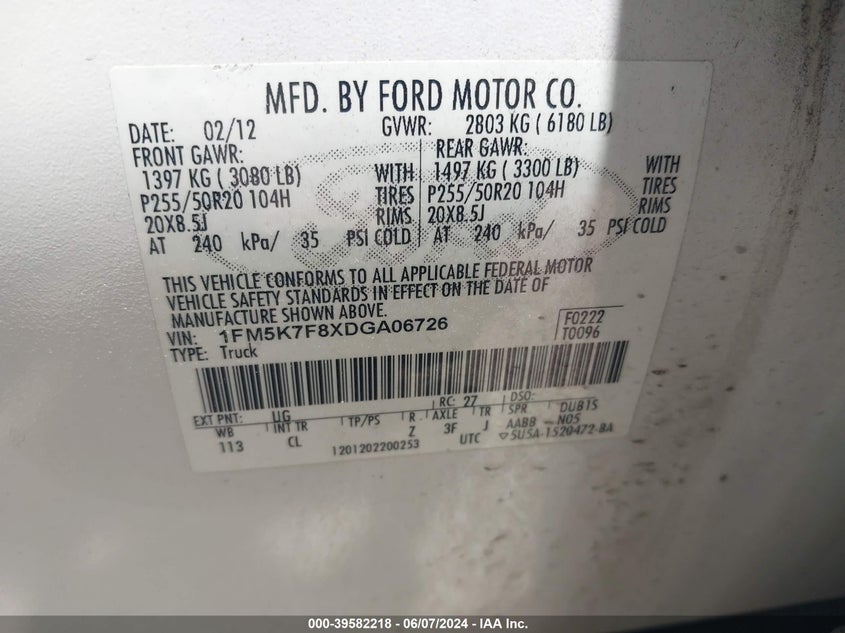 MFD. BY FORD MOTOR CO.
DATE: 02/12 GVWR: 2803 KG ( 6180 LB)
FRONT GAWR: REAR GAWR:
1397 KG ( 3080 LB) WITH 1497 KG ( 3300 LB) WITH
P255/50R20 104H TIRES P255/50R20 104H TIRES
20X8.5J RIMS 20X8.5J RIMS
AT 240 kPa/ 35 PSI COLD AT 240 kPa/ 35 PSI COLD
THIS VEHICLE CONFORMS TO ALL APPLICABLE FEDERAL MOTOR
VEHICLE SAFETY STANDARDS IN EFFECT ON THE DATE OF
MANUFACTURE SHOWN ABOVE.
VIN: 1FM5K7F8XDGA06726 F0222
TYPE: Truck T0096
EXT PNT: UG RC: 27 DSO:
WB INT TR TP/PS R AXLE TR SPR DUB1S
113 CL Z 3F J AABB N05
1201202200253 UTC ▽5U5A-1520472-BA
000-39582218 - 06/07/2024 - IAA Inc.